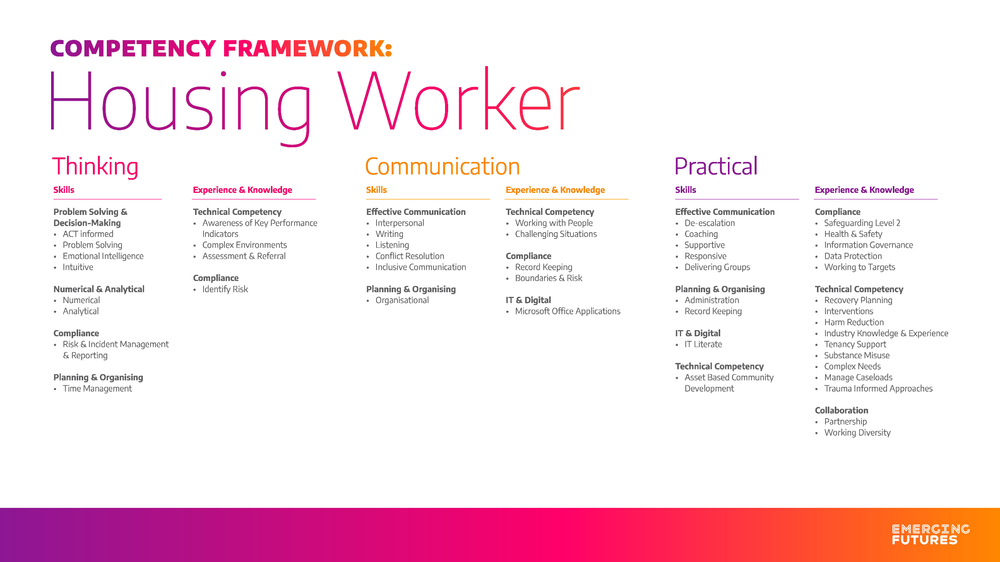 COMPETENCY FRAMEWORK:
Housing Worker
Thinking
Skills
Problem Solving &
Decision-Making
• ACT informed
• Problem Solving
• Emotional Intelligence
• Intuitive
Numerical & Analytical
• Numerical
• Analytical
Compliance
• Risk & Incident Management
& Reporting
Planning & Organising
• Time Management
Experience & Knowledge
Technical Competency
• Awareness of Key Performance
Indicators
• Complex Environments
• Assessment & Referral
Compliance
• Identify Risk
Communication
Skills
Effective Communication
• Interpersonal
• Writing
• Listening
• Conflict Resolution
• Inclusive Communication
Planning & Organising
• Organisational
Experience & Knowledge
Technical Competency
• Working with People
• Challenging Situations
Compliance
• Record Keeping
• Boundaries & Risk
IT & Digital
• Microsoft Office Applications
Practical
Skills
Effective Communication
• De-escalation
• Coaching
• Supportive
• Responsive
• Delivering Groups
Planning & Organising
• Administration
• Record Keeping
IT & Digital
• IT Literate
Technical Competency
• Asset Based Community
Development
Experience & Knowledge
Compliance
• Safeguarding Level 2
• Health & Safety
• Information Governance
• Data Protection
• Working to Targets
Technical Competency
• Recovery Planning
• Interventions
• Harm Reduction
• Industry Knowledge & Experience
• Tenancy Support
• Substance Misuse
• Complex Needs
• Manage Caseloads
• Trauma Informed Approaches
Collaboration
• Partnership
• Working Diversity
EMERGING
FUTURES